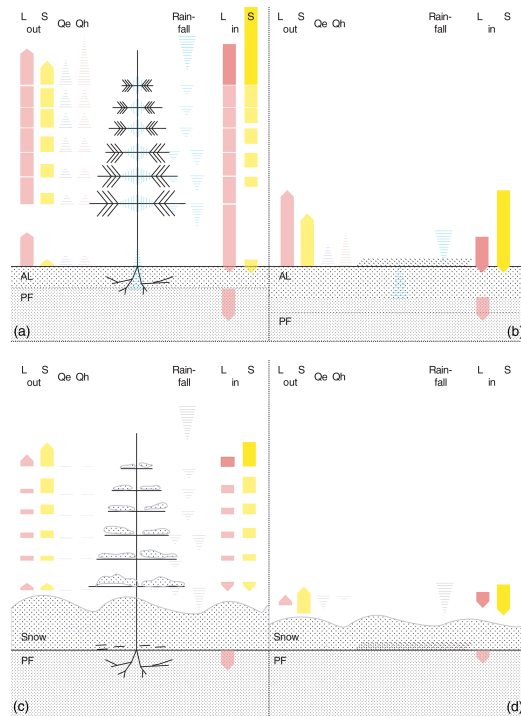 L S Rain- L S
out Qe Qh fall in
L S Rain- L S
out Qe Qh fall in
AL
PF
(a)
AL
PF
(b)
L S Rain- L S
out Qe Qh fall in
L S Rain- L S
out Qe Qh fall in
Snow
PF
(c)
Snow
PF
(d)